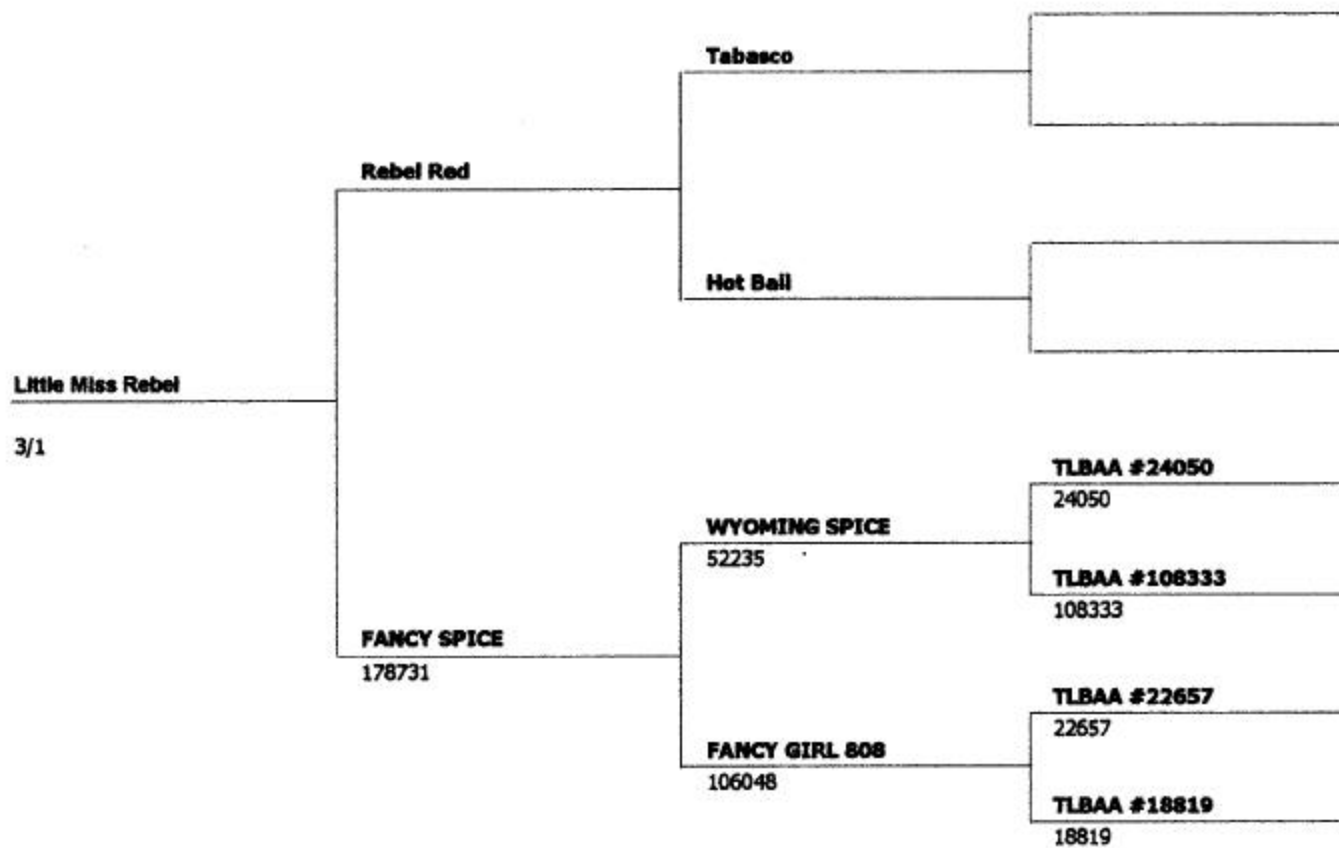 Tabasco
Rebel Red
Hot Ball
Little Miss Rebel
3/1
TLBAA #24050
24050
WYOMING SPICE
52235
TLBAA #108333
108333
FANCY SPICE
178731
TLBAA #22657
22657
FANCY GIRL 808
106048
TLBAA #18819
18819